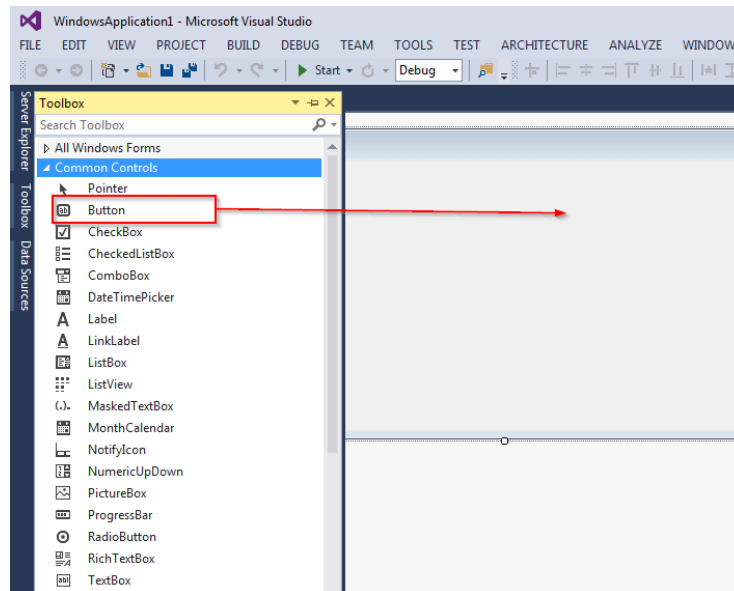 WindowsApplication1 - Microsoft Visual Studio
FILE EDIT VIEW PROJECT BUILD DEBUG TEAM TOOLS TEST ARCHITECTURE ANALYZE WINDOW
Start Debug
Server Explorer
Toolbox
Data Sources
Toolbox
Search Toolbox
All Windows Forms
Common Controls
Pointer
Button
CheckBox
CheckedListBox
ComboBox
DateTimePicker
Label
LinkLabel
ListBox
ListView
MaskedTextBox
MonthCalendar
NotifyIcon
NumericUpDown
PictureBox
ProgressBar
RadioButton
RichTextBox
TextBox